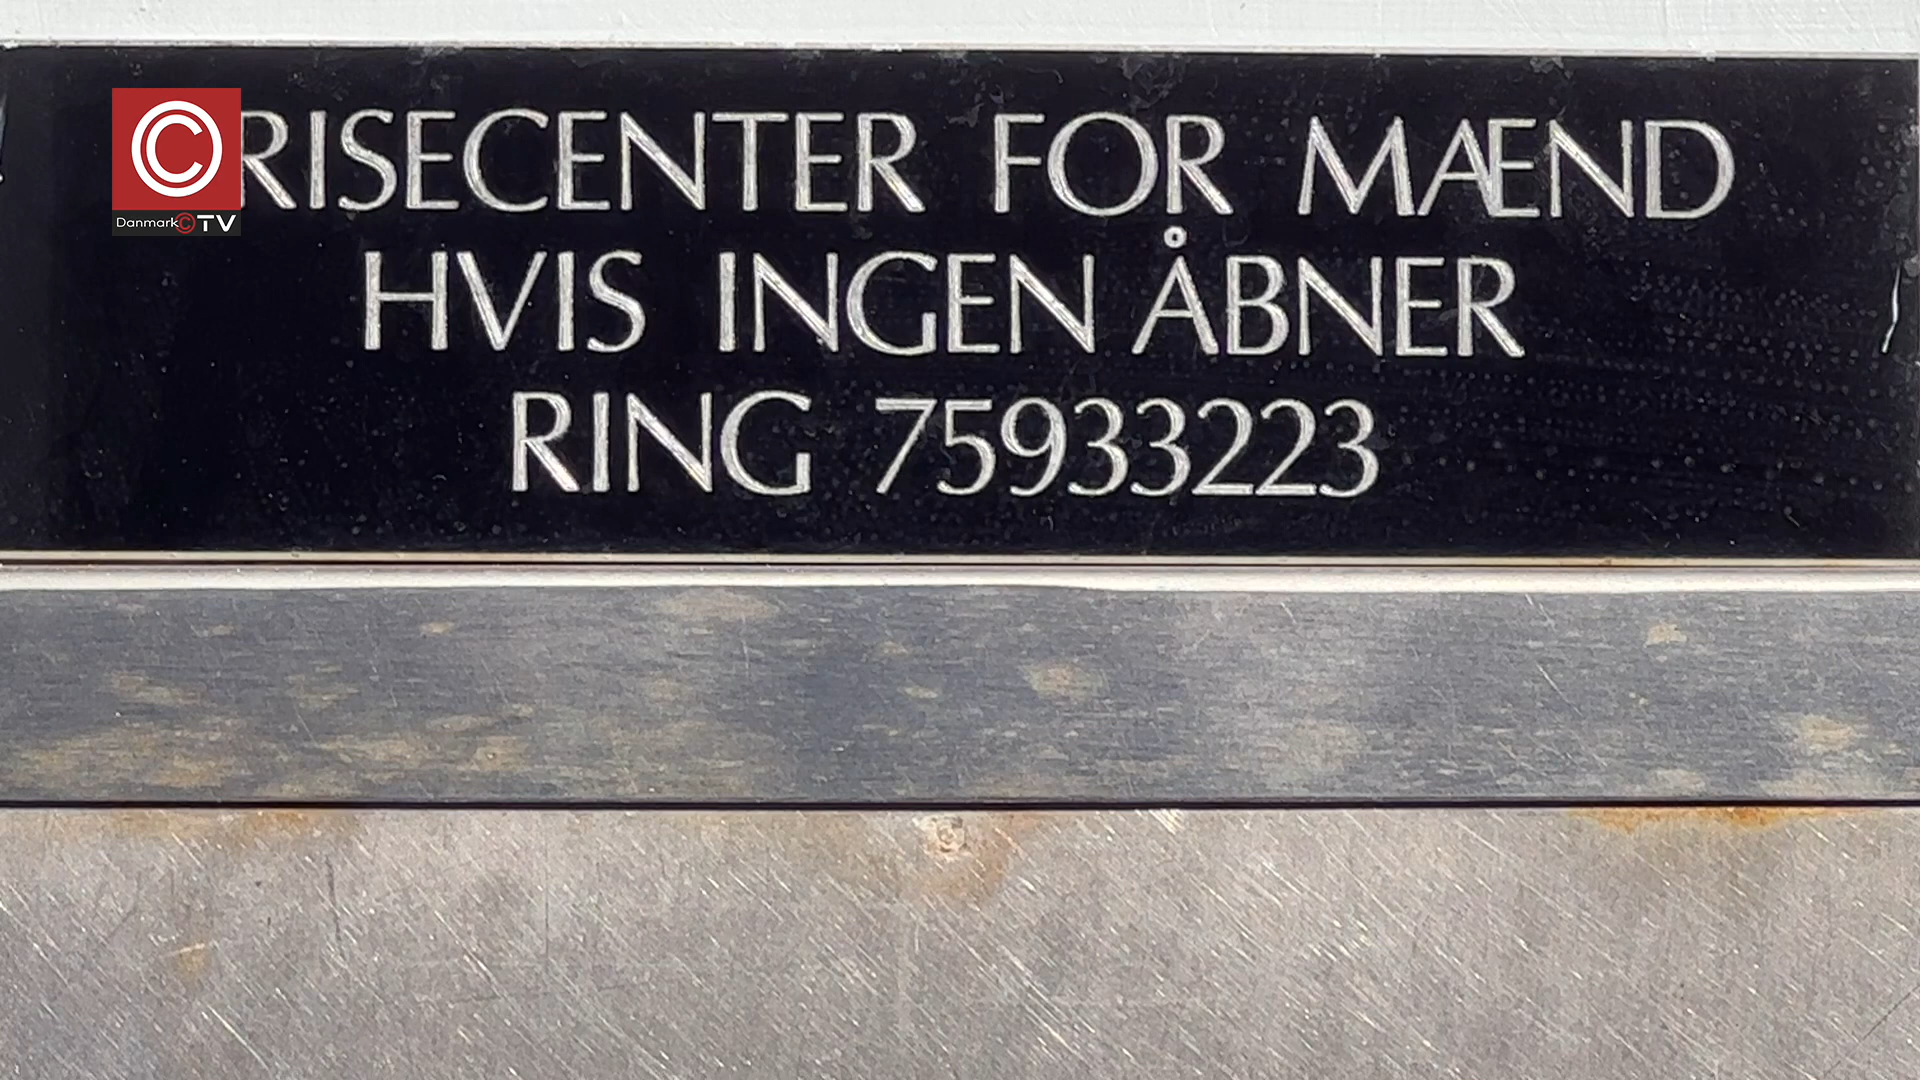 ©
Danmark©TV
RISECENTER FOR MÆND
HVIS INGEN ÅBNER
RING 75933223